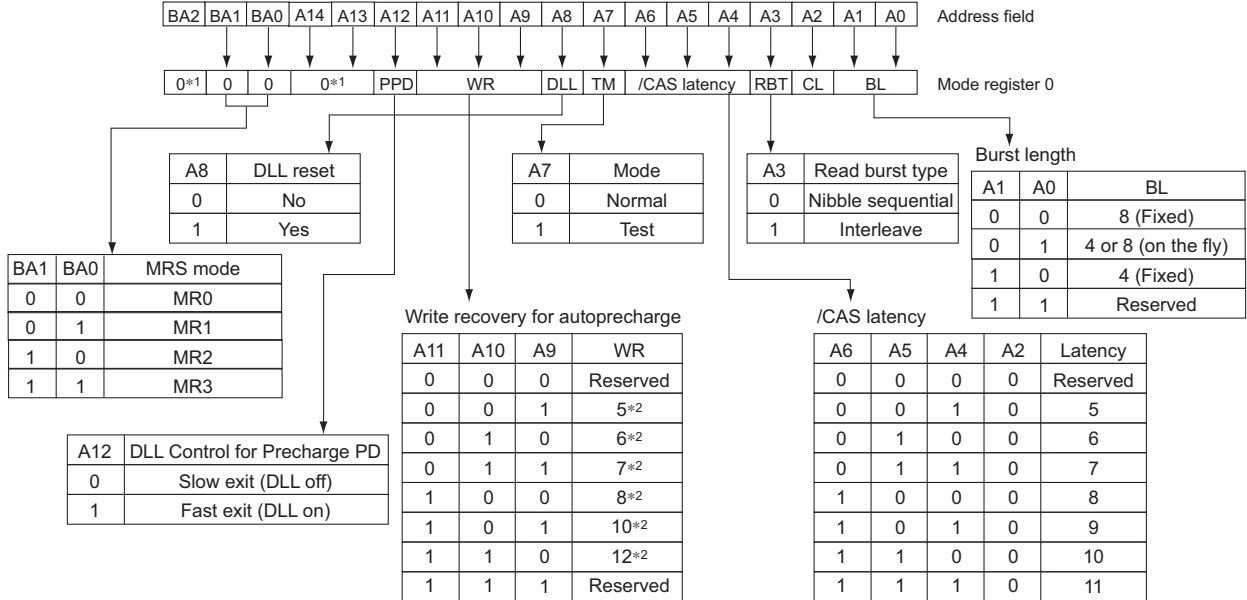 BA2 BA1 BA0 A14 A13 A12 A11 A10 A9 A8 A7 A6 A5 A4 A3 A2 A1 A0 Address field
0*1 0 0 0*1 PPD WR DLL TM /CAS latency RBT CL BL Mode register 0
A8 DLL reset
0 No
1 Yes
A7 Mode
0 Normal
1 Test
A3 Read burst type
0 Nibble sequential
1 Interleave
Burst length
A1 A0 BL
0 0 8 (Fixed)
0 1 4 or 8 (on the fly)
1 0 4 (Fixed)
1 1 Reserved
BA1 BA0 MRS mode
0 0 MR0
0 1 MR1
1 0 MR2
1 1 MR3
A12 DLL Control for Precharge PD
0 Slow exit (DLL off)
1 Fast exit (DLL on)
Write recovery for autoprecharge
A11 A10 A9 WR
0 0 0 Reserved
0 0 1 5*2
0 1 0 6*2
0 1 1 7*2
1 0 0 8*2
1 0 1 10*2
1 1 0 12*2
1 1 1 Reserved
/CAS latency
A6 A5 A4 A2 Latency
0 0 0 0 Reserved
0 0 1 0 5
0 1 0 0 6
0 1 1 0 7
1 0 0 0 8
1 0 1 0 9
1 1 0 0 10
1 1 1 0 11